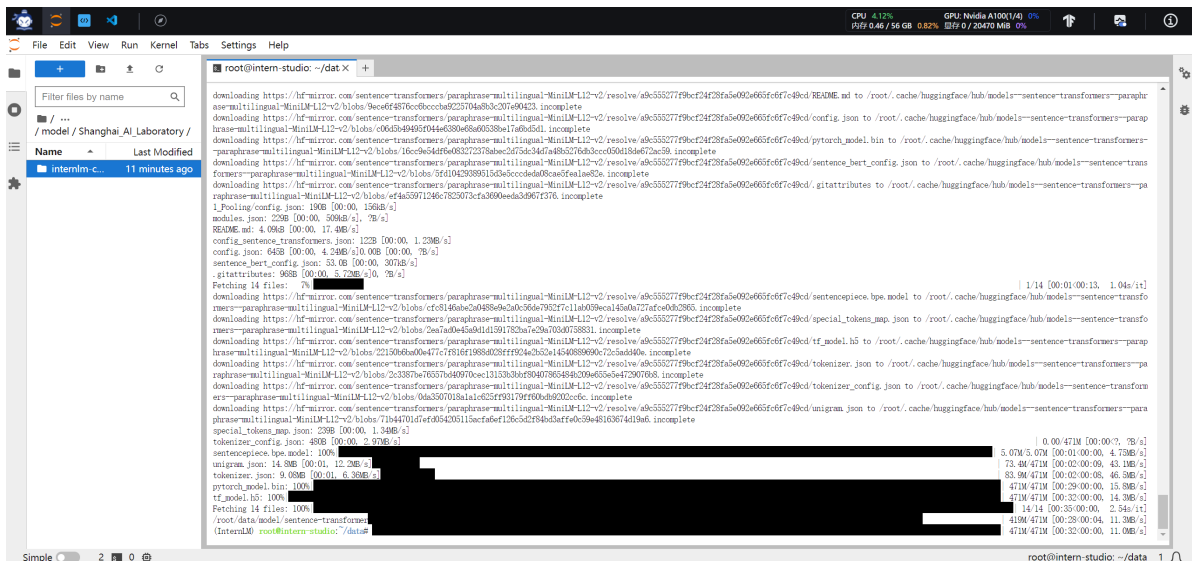 CPU 4.12% GPU: Nvidia A100(1/4) 0%
内存 0.46 / 56 GB 0.82% 显存 0 / 20470 MiB 0%
File Edit View Run Kernel Tabs Settings Help
root@intern-studio: ~/dat
Filter files by name
/ ...
/ model / Shanghai_AI_Laboratory /
Name Last Modified
internlm-c... 11 minutes ago
downloading https://hf-mirror.com/sentence-transformers/paraphrase-multilingual-MiniLM-L12-v2/resolve/a9c555277f9bcf24f28fa5e092e665fc6f7c49cd/README.md to /root/.cache/huggingface/hub/models--sentence-transformers--paraphr
ase-multilingual-MiniLM-L12-v2/blobs/9ece6f4876cc6bcccba9225704a8b3c207e90423.incomplete
downloading https://hf-mirror.com/sentence-transformers/paraphrase-multilingual-MiniLM-L12-v2/resolve/a9c555277f9bcf24f28fa5e092e665fc6f7c49cd/config.json to /root/.cache/huggingface/hub/models--sentence-transformers--parap
hrase-multilingual-MiniLM-L12-v2/blobs/c06d5b49495f044e6380e68a60538be17a6bd5d1.incomplete
downloading https://hf-mirror.com/sentence-transformers/paraphrase-multilingual-MiniLM-L12-v2/resolve/a9c555277f9bcf24f28fa5e092e665fc6f7c49cd/pytorch_model.bin to /root/.cache/huggingface/hub/models--sentence-transformers-
-paraphrase-multilingual-MiniLM-L12-v2/blobs/
downloading https://hf-mirror.com/sentence-transformers/paraphrase-multilingual-MiniLM-L12-v2/resolve/a9c555277f9bcf24f28fa5e092e665fc6f7c49cd/sentence_bert_config.json to /root/.cache/huggingface/hub/models--sentence-trans
formers--paraphrase-multilingual-MiniLM-L12-v2/blobs/5fd10429389515d3e5cccdeda08cae5fea1ae82e.incomplete
downloading https://hf-mirror.com/sentence-transformers/paraphrase-multilingual-MiniLM-L12-v2/resolve/a9c555277f9bcf24f28fa5e092e665fc6f7c49cd/.gitattributes to /root/.cache/huggingface/hub/models--sentence-transformers--pa
raphrase-multilingual-MiniLM-L12-v2/blobs/ef4a55971246c7825073cfa3690eeda3d967f376.incomplete
1_Pooling/config.json: 190B [00:00, 156kB/s]
modules.json: 229B [00:00, 509kB/s], ?B/s]
README.md: 4.09kB [00:00, 17.4MB/s]
config_sentence_transformers.json: 122B [00:00, 1.23MB/s]
config.json: 645B [00:00, 4.24MB/s]0.00B [00:00, ?B/s]
sentence_bert_config.json: 53.0B [00:00, 307kB/s]
.gitattributes: 968B [00:00, 5.72MB/s]0, ?B/s]
Fetching 14 files: 7%| | 1/14 [00:01<00:13, 1.04s/it]
downloading https://hf-mirror.com/sentence-transformers/paraphrase-multilingual-MiniLM-L12-v2/resolve/a9c555277f9bcf24f28fa5e092e665fc6f7c49cd/sentencepiece.bpe.model to /root/.cache/huggingface/hub/models--sentence-transfo
rmers--paraphrase-multilingual-MiniLM-L12-v2/blobs/
downloading https://hf-mirror.com/sentence-transformers/paraphrase-multilingual-MiniLM-L12-v2/resolve/a9c555277f9bcf24f28fa5e092e665fc6f7c49cd/special_tokens_map.json to /root/.cache/huggingface/hub/models--sentence-transfo
rmers--paraphrase-multilingual-MiniLM-L12-v2/blobs/2ea7ad0e45a9d1d1591782ba7e29a703d0758831.incomplete
downloading https://hf-mirror.com/sentence-transformers/paraphrase-multilingual-MiniLM-L12-v2/resolve/a9c555277f9bcf24f28fa5e092e665fc6f7c49cd/tf_model.h5 to /root/.cache/huggingface/hub/models--sentence-transformers--parap
hrase-multilingual-MiniLM-L12-v2/blobs/
downloading https://hf-mirror.com/sentence-transformers/paraphrase-multilingual-MiniLM-L12-v2/resolve/a9c555277f9bcf24f28fa5e092e665fc6f7c49cd/tokenizer.json to /root/.cache/huggingface/hub/models--sentence-transformers--pa
raphrase-multilingual-MiniLM-L12-v2/blobs/
downloading https://hf-mirror.com/sentence-transformers/paraphrase-multilingual-MiniLM-L12-v2/resolve/a9c555277f9bcf24f28fa5e092e665fc6f7c49cd/tokenizer_config.json to /root/.cache/huggingface/hub/models--sentence-transform
ers--paraphrase-multilingual-MiniLM-L12-v2/blobs/0da3507018a1a1c625ff93179ff60bdb9202cc6c.incomplete
downloading https://hf-mirror.com/sentence-transformers/paraphrase-multilingual-MiniLM-L12-v2/resolve/a9c555277f9bcf24f28fa5e092e665fc6f7c49cd/unigram.json to /root/.cache/huggingface/hub/models--sentence-transformers--para
phrase-multilingual-MiniLM-L12-v2/blobs/
special_tokens_map.json: 239B [00:00, 1.34MB/s]
tokenizer_config.json: 480B [00:00, 2.97MB/s] | 0.00/471M [00:00<?, ?B/s]
sentencepiece.bpe.model: 100%| | 5.07M/5.07M [00:01<00:00, 4.75MB/s]
unigram.json: 14.8MB [00:01, 12.2MB/s] | 73.4M/471M [00:02<00:09, 43.1MB/s]
tokenizer.json: 9.08MB [00:01, 6.36MB/s] | 83.9M/471M [00:02<00:08, 46.5MB/s]
pytorch_model.bin: 100%| | 471M/471M [00:29<00:00, 15.8MB/s]
tf_model.h5: 100%| | 471M/471M [00:32<00:00, 14.3MB/s]
Fetching 14 files: 100%| | 14/14 [00:35<00:00, 2.54s/it]
/root/data/model/sentence-transformer | 419M/471M [00:28<00:04, 11.3MB/s]
(InternLM) root@intern-studio:~/data# | 471M/471M [00:32<00:00, 11.0MB/s]
Simple 2 0 root@intern-studio: ~/data 1